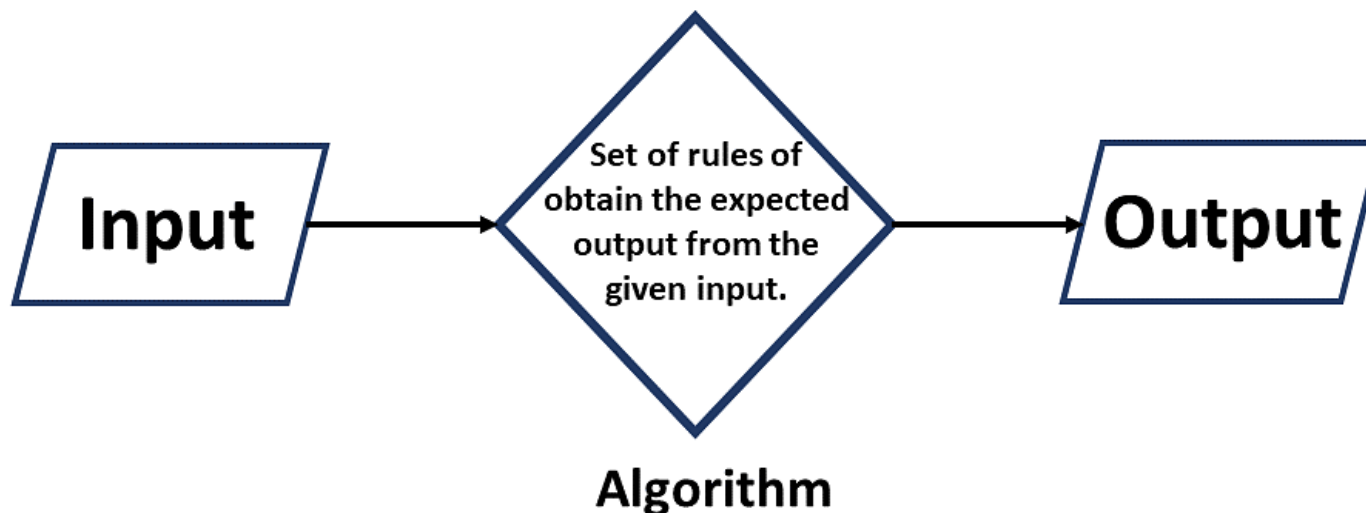 Input
Set of rules of
obtain the expected
output from the
given input.
Output
Algorithm